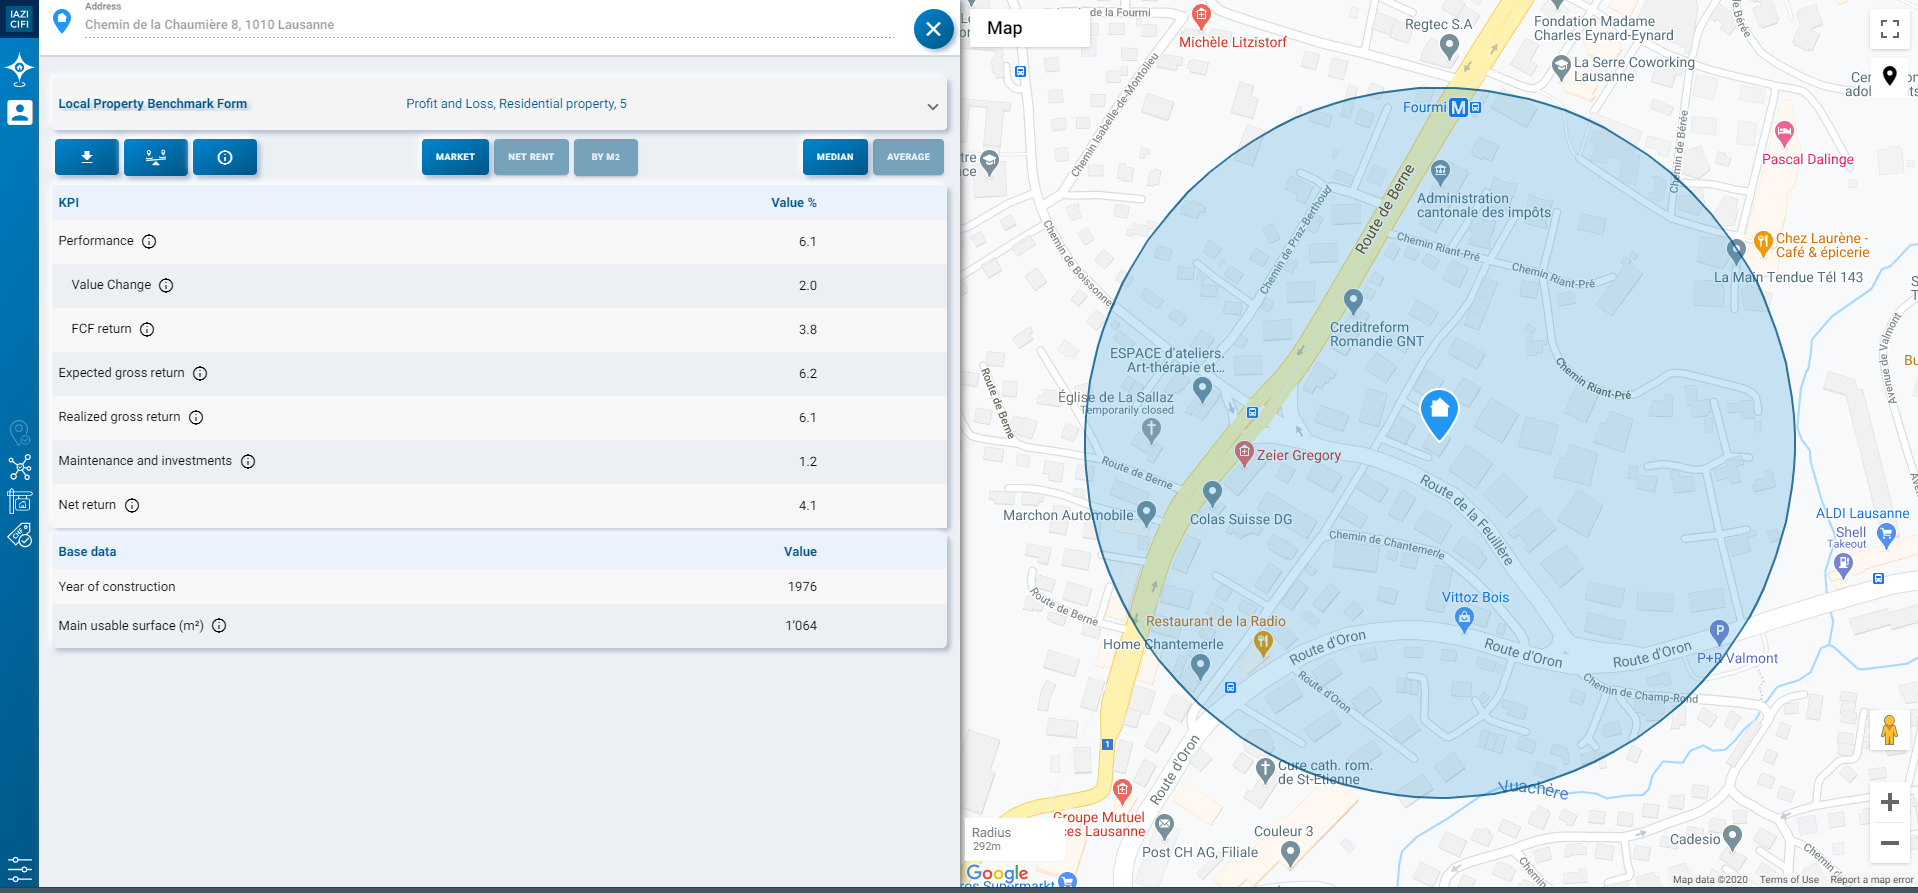 IAZI
CIFI
Address
Chemin de la Chaumière 8, 1010 Lausanne
Local Property Benchmark Form
Profit and Loss, Residential property, 5
MARKET
NET RENT
BY M2
MEDIAN
AVERAGE
KPI
Value %
Performance
6.1
Value Change
2.0
FCF return
3.8
Expected gross return
6.2
Realized gross return
6.1
Maintenance and investments
1.2
Net return
4.1
Base data
Value
Year of construction
1976
Main usable surface (m²)
1'064
Map
de la Fourmi
Michèle Litzistorf
Regtec S.A
Fondation Madame
Charles Eynard-Eynard
La Serre Coworking
Lausanne
Chemin de Bérée
Chemin Isabelle-de-Montolieu
Fourmi
M
Pascal Dalinge
Chemin de Bérée
Administration
cantonale des impôts
Route de Berne
Chemin de Praz-Berthoud
Chemin de Boissonnet
Chemin Riant-Pré
Chemin Riant-Pré
Chez Laurène -
Café & épicerie
La Main Tendue Tél 143
Creditreform
Romandie GNT
Avenue de Valmont
ESPACE d'ateliers.
Art-thérapie et...
Chemin Riant-Pré
Route de Berne
Église de La Sallaz
Temporarily closed
Zeier Gregory
Route de Berne
Route de la Feuillère
Marchon Automobile
Colas Suisse DG
ALDI Lausanne
Shell
Takeout
Chemin de Chantemerle
Vittoz Bois
Route de Berne
Restaurant de la Radio
Home Chantemerle
Route d'Oron
Route d'Oron
Route d'Oron
P
P+R Valmont
Route d'Oron
Chemin de Champ-Rond
1
Route d'Oron
Cure cath. rom.
de St-Etienne
Vuachère
Groupe Mutuel
ces Lausanne
Radius
292m
Couleur 3
Post CH AG, Filiale
Cadesio
Google
Map data ©2020
Terms of Use
Report a map error